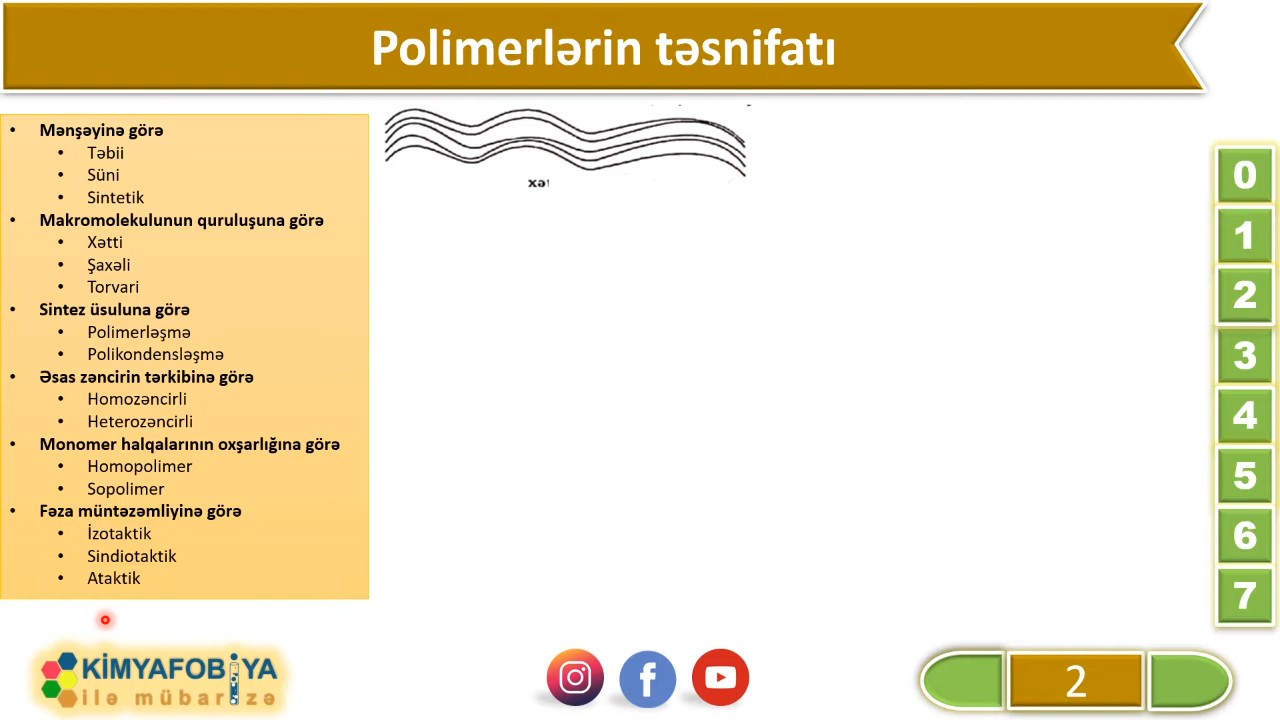 Polimerlərin təsnifatı
• Mənşəyinə görə
• Təbii
• Süni
• Sintetik
• Makromolekulunun quruluşuna görə
• Xətti
• Şaxəli
• Torvari
• Sintez üsuluna görə
• Polimerləşmə
• Polikondensləşmə
• Əsas zəncirin tərkibinə görə
• Homozəncirli
• Heterozəncirli
• Monomer halqalarının oxşarlığına görə
• Homopolimer
• Sopolimer
• Fəza müntəzəmliyinə görə
• İzotaktik
• Sindiotaktik
• Ataktik
0
1
2
3
4
5
6
7
KİMYAFOBİYA
ilə mübarizə
2